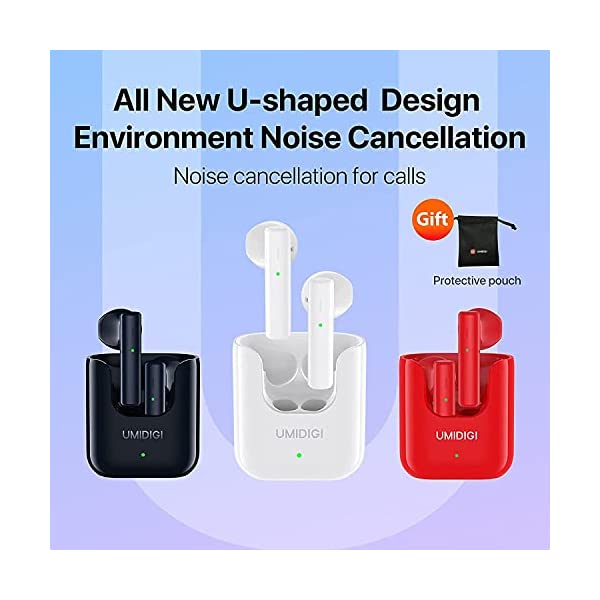 All New U-shaped Design
Environment Noise Cancellation
Noise cancellation for calls
Gift
Protective pouch
UMIDIGI
UMIDIGI
UMIDIGI